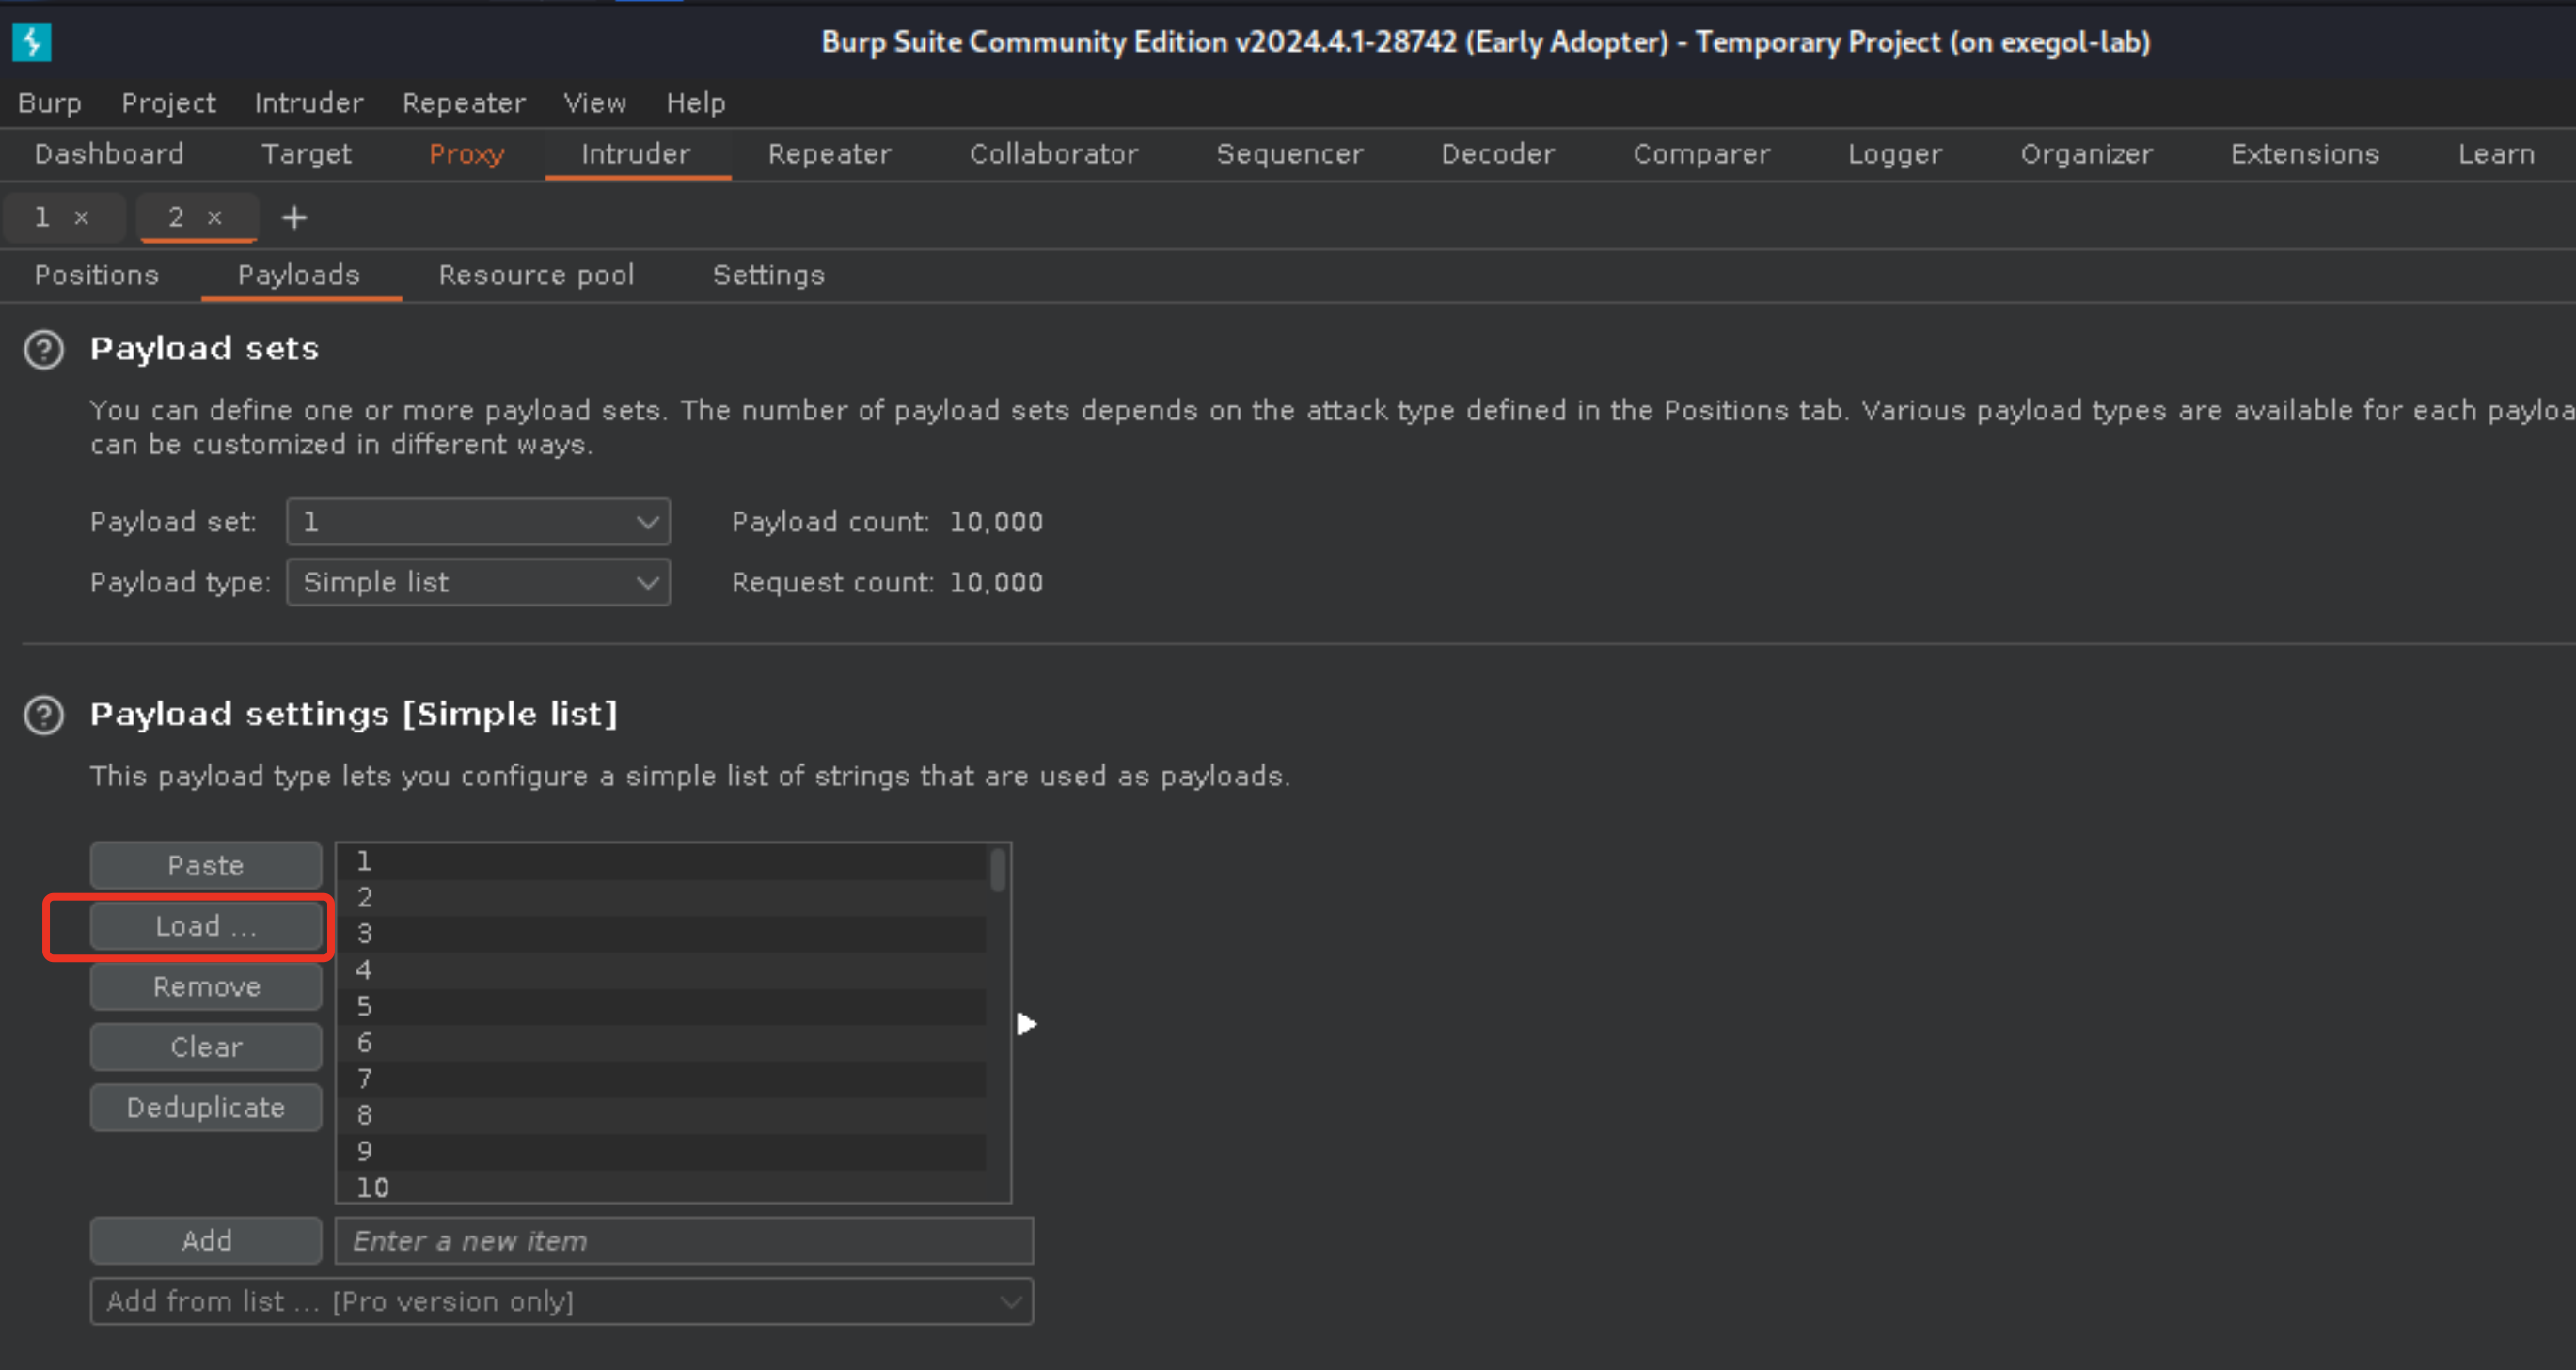 Burp Suite Community Edition v2024.4.1-28742 (Early Adopter) - Temporary Project (on exegol-lab)
Burp Project Intruder Repeater View Help
Dashboard Target Proxy Intruder Repeater Collaborator Sequencer Decoder Comparer Logger Organizer Extensions Learn
1 × 2 × +
Positions Payloads Resource pool Settings
? Payload sets
You can define one or more payload sets. The number of payload sets depends on the attack type defined in the Positions tab. Various payload types are available for each payloa
can be customized in different ways.
Payload set: 1 Payload count: 10,000
Payload type: Simple list Request count: 10,000
? Payload settings [Simple list]
This payload type lets you configure a simple list of strings that are used as payloads.
Paste
Load ...
Remove
Clear
Deduplicate
1
2
3
4
5
6
7
8
9
10
Add Enter a new item
Add from list ... [Pro version only]